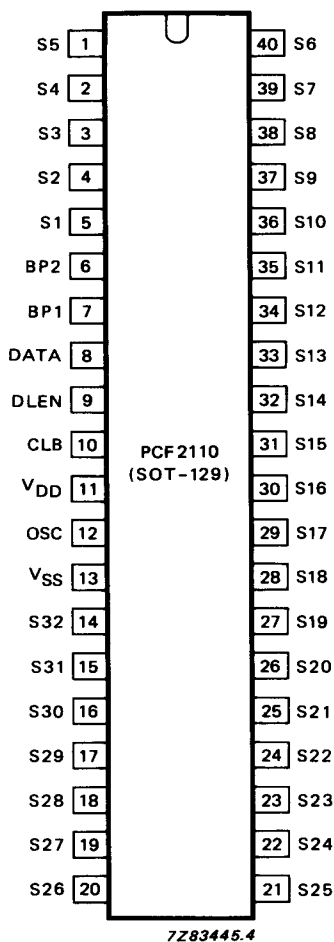 S5 1 40 S6
S4 2 39 S7
S3 3 38 S8
S2 4 37 S9
S1 5 36 S10
BP2 6 35 S11
BP1 7 34 S12
DATA 8 33 S13
DLEN 9 32 S14
CLB 10 31 S15
PCF2110
(SOT-129)
VDD 11 30 S16
OSC 12 29 S17
VSS 13 28 S18
S32 14 27 S19
S31 15 26 S20
S30 16 25 S21
S29 17 24 S22
S28 18 23 S23
S27 19 22 S24
S26 20 21 S25
7Z83445.4